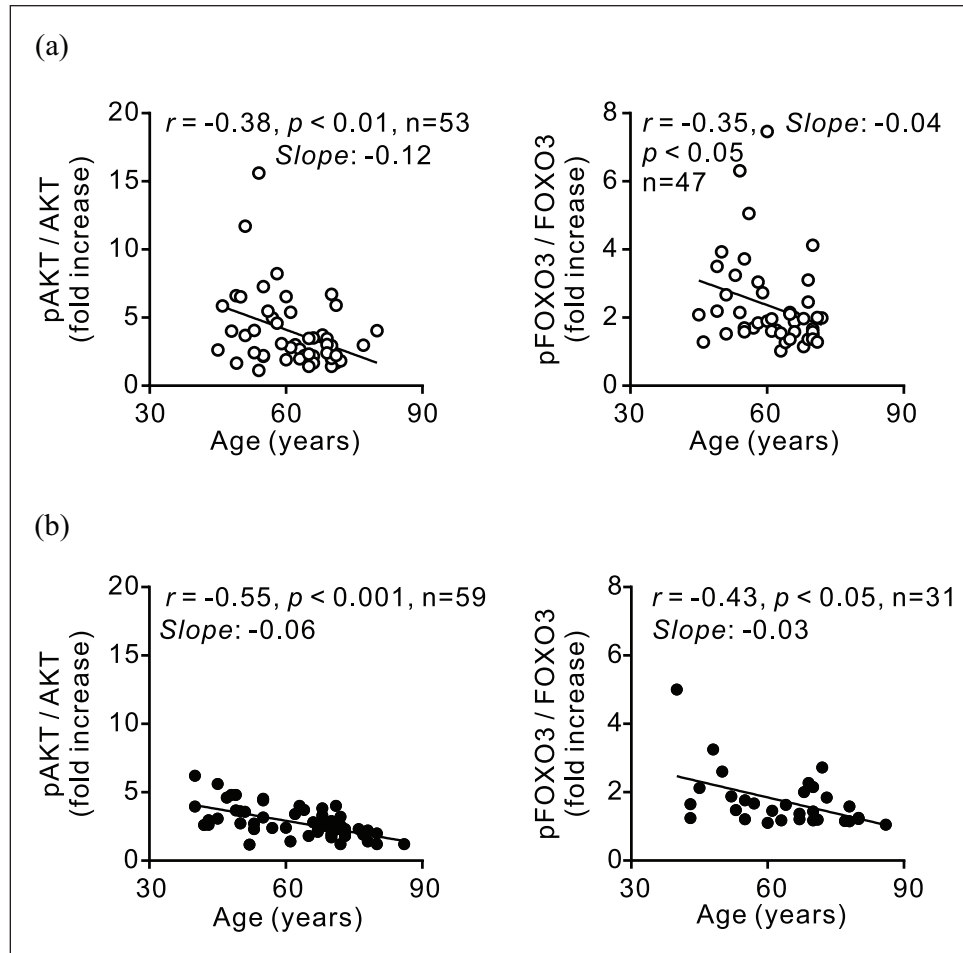 (a)
20
15
10
5
0
pAKT / AKT
(fold increase)
r = -0.38, p < 0.01, n=53
Slope: -0.12
30 60 90
Age (years)
8
6
4
2
0
pFOXO3 / FOXO3
(fold increase)
r = -0.35, Slope: -0.04
p < 0.05
n=47
30 60 90
Age (years)
(b)
20
15
10
5
0
pAKT / AKT
(fold increase)
r = -0.55, p < 0.001, n=59
Slope: -0.06
30 60 90
Age (years)
8
6
4
2
0
pFOXO3 / FOXO3
(fold increase)
r = -0.43, p < 0.05, n=31
Slope: -0.03
30 60 90
Age (years)